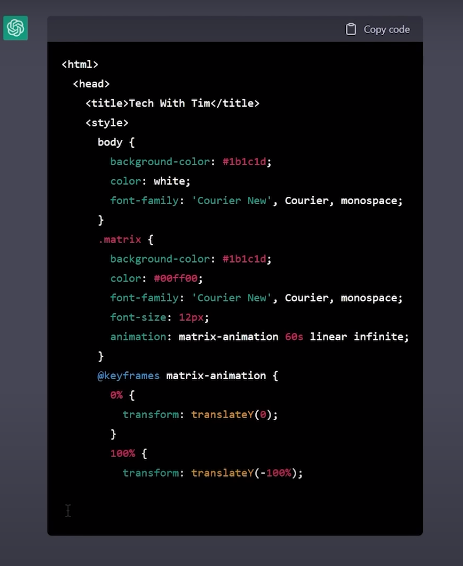 Copy code
<html>
<head>
<title>Tech With Tim</title>
<style>
body {
background-color: #1b1c1d;
color: white;
font-family: 'Courier New', Courier, monospace;
}
.matrix {
background-color: #1b1c1d;
color: #00ff00;
font-family: 'Courier New', Courier, monospace;
font-size: 12px;
animation: matrix-animation 60s linear infinite;
}
@keyframes matrix-animation {
0% {
transform: translateY(0);
}
100% {
transform: translateY(-100%);